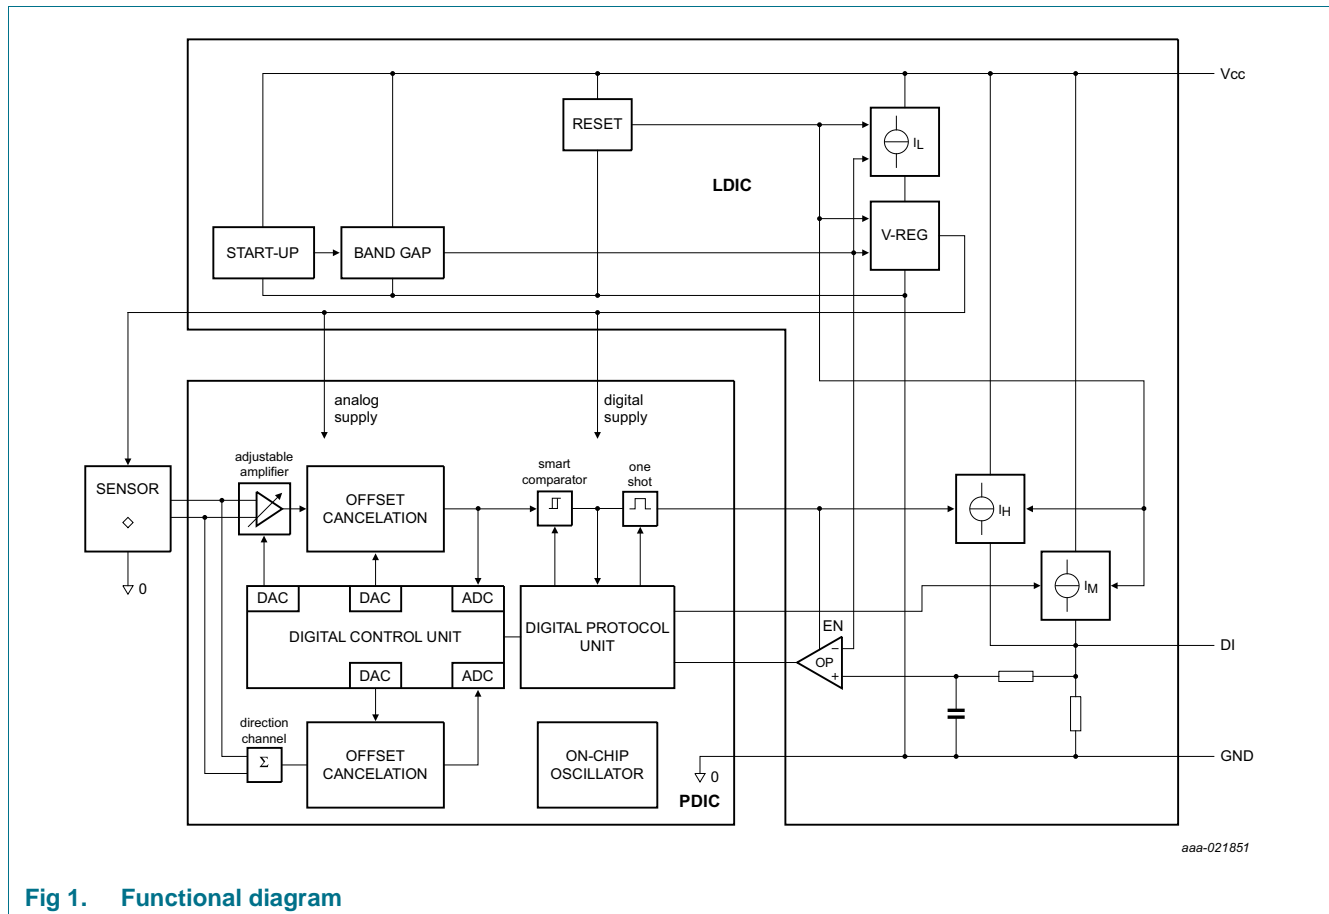 Vcc
RESET
IL
LDIC
V-REG
START-UP
BAND GAP
analog
supply
digital
supply
adjustable
amplifier
smart
comparator
one
shot
SENSOR
OFFSET
CANCELATION
IH
0
IM
DAC
DAC
ADC
DIGITAL CONTROL UNIT
DIGITAL PROTOCOL
UNIT
EN
OP
−
+
DI
DAC
ADC
direction
channel
Σ
OFFSET
CANCELATION
ON-CHIP
OSCILLATOR
0
PDIC
GND
aaa-021851
Fig 1. Functional diagram